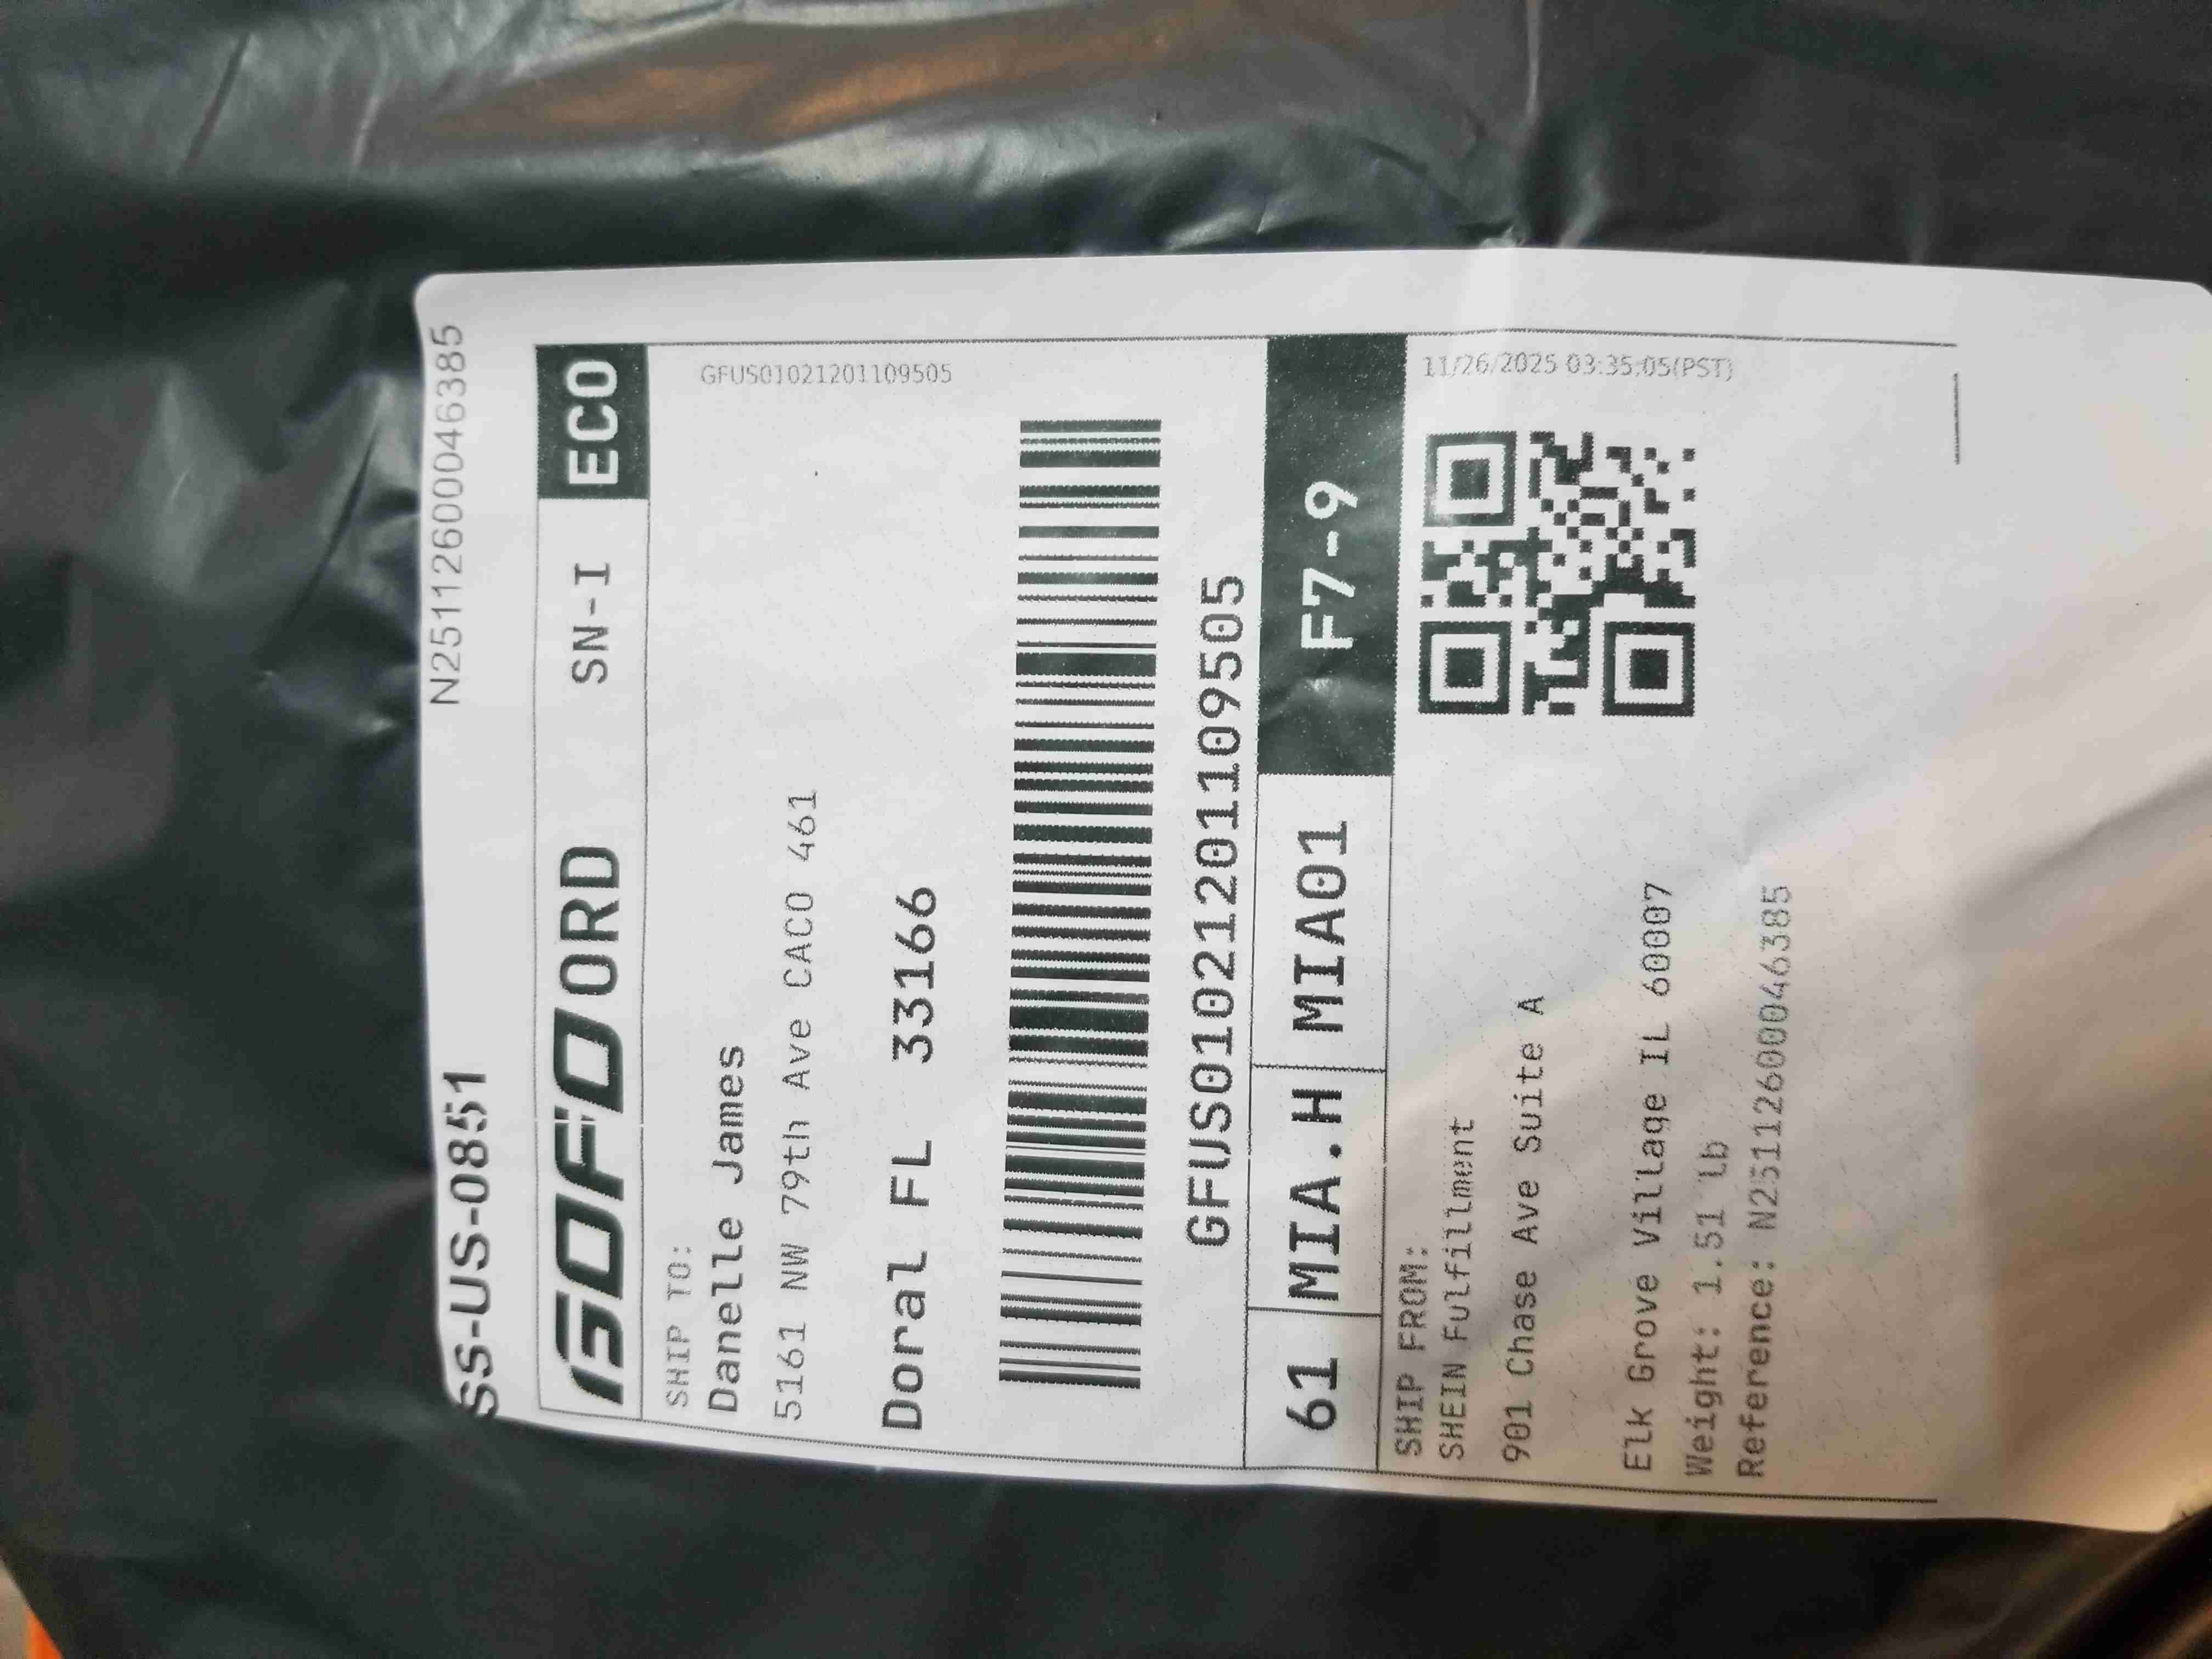 SS-US-0851 N25112600046385
GOFO ORD SN-I ECO
SHIP TO:
GFUS01021201109505
Danelle James
5161 NW 79th Ave CACO 461
Doral FL 33166
GFUS01021201109505
61 MIA.H MIA01 F7-9
SHIP FROM:
11/26/2025 03:35:05(PST)
SHEIN Fulfillment
901 Chase Ave Suite A
Elk Grove Village IL 60007
Weight: 1.51 lb
Reference: N25112600046385